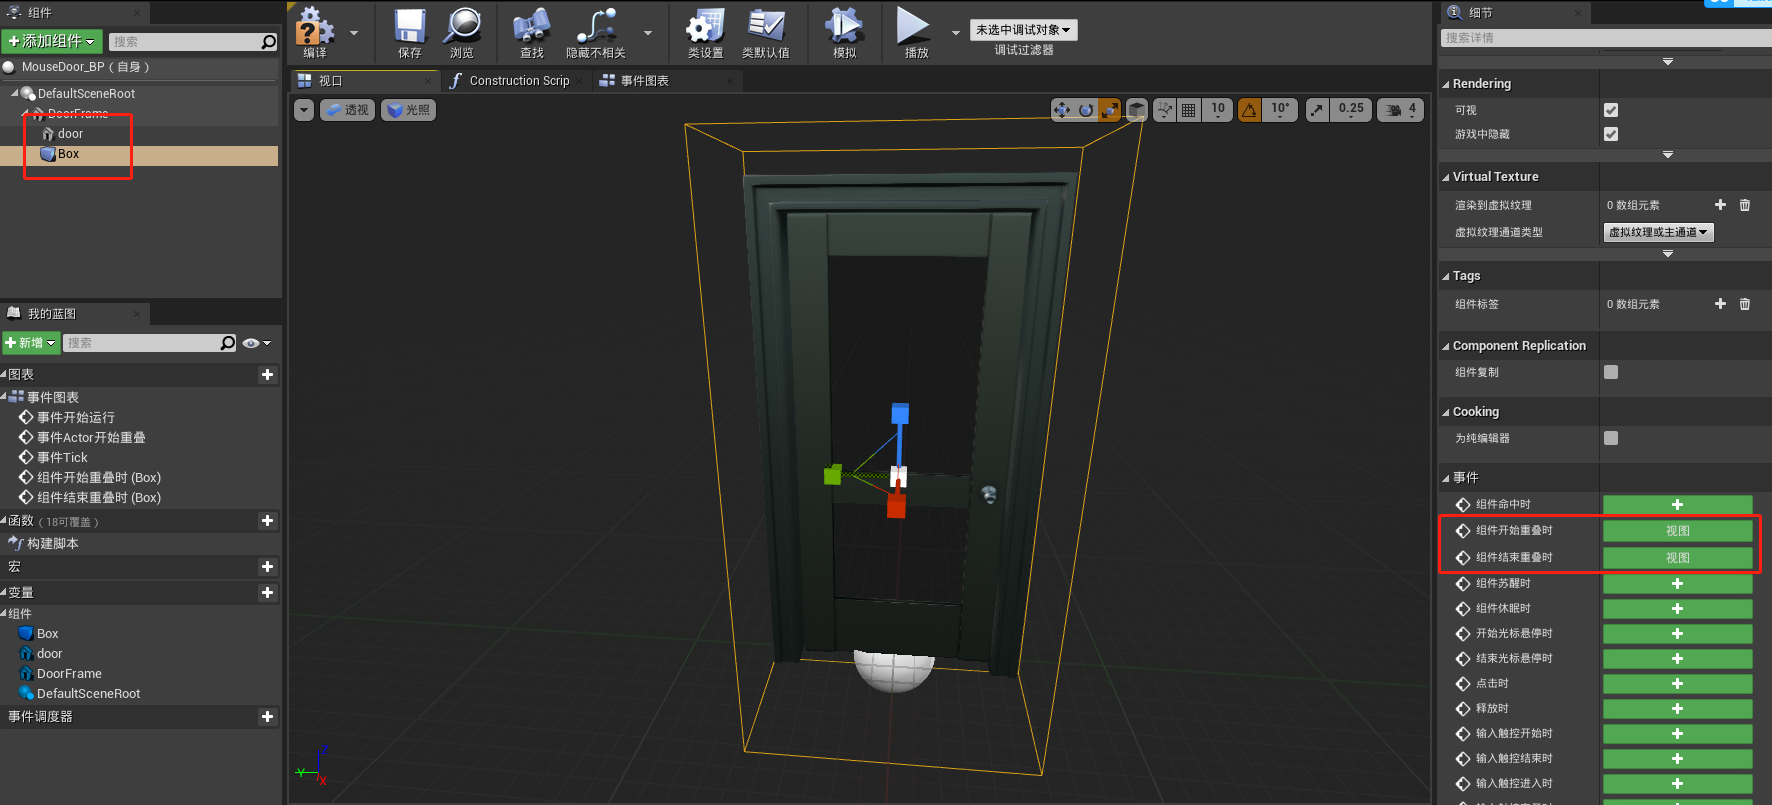 组件
添加组件
搜索
MouseDoor_BP（自身）
DefaultSceneRoot
DoorFrame
door
Box
我的蓝图
新增
搜索
图表
事件图表
事件开始运行
事件Actor开始重叠
事件Tick
组件开始重叠时 (Box)
组件结束重叠时 (Box)
函数（18可覆盖）
构建脚本
宏
变量
组件
Box
door
DoorFrame
DefaultSceneRoot
事件调度器
编译
保存
浏览
查找
隐藏不相关
类设置
类默认值
模拟
播放
未选中调试对象
调试过滤器
视口
Construction Scrip
事件图表
透视
光照
10
10°
0.25
4
Z
Y
X
细节
搜索详情
Rendering
可视
游戏中隐藏
Virtual Texture
渲染到虚拟纹理
0 数组元素
虚拟纹理通道类型
虚拟纹理或主通道
Tags
组件标签
0 数组元素
Component Replication
组件复制
Cooking
为纯编辑器
事件
组件命中时
组件开始重叠时
视图
组件结束重叠时
视图
组件苏醒时
组件休眠时
开始光标悬停时
结束光标悬停时
点击时
释放时
输入触控开始时
输入触控结束时
输入触控进入时